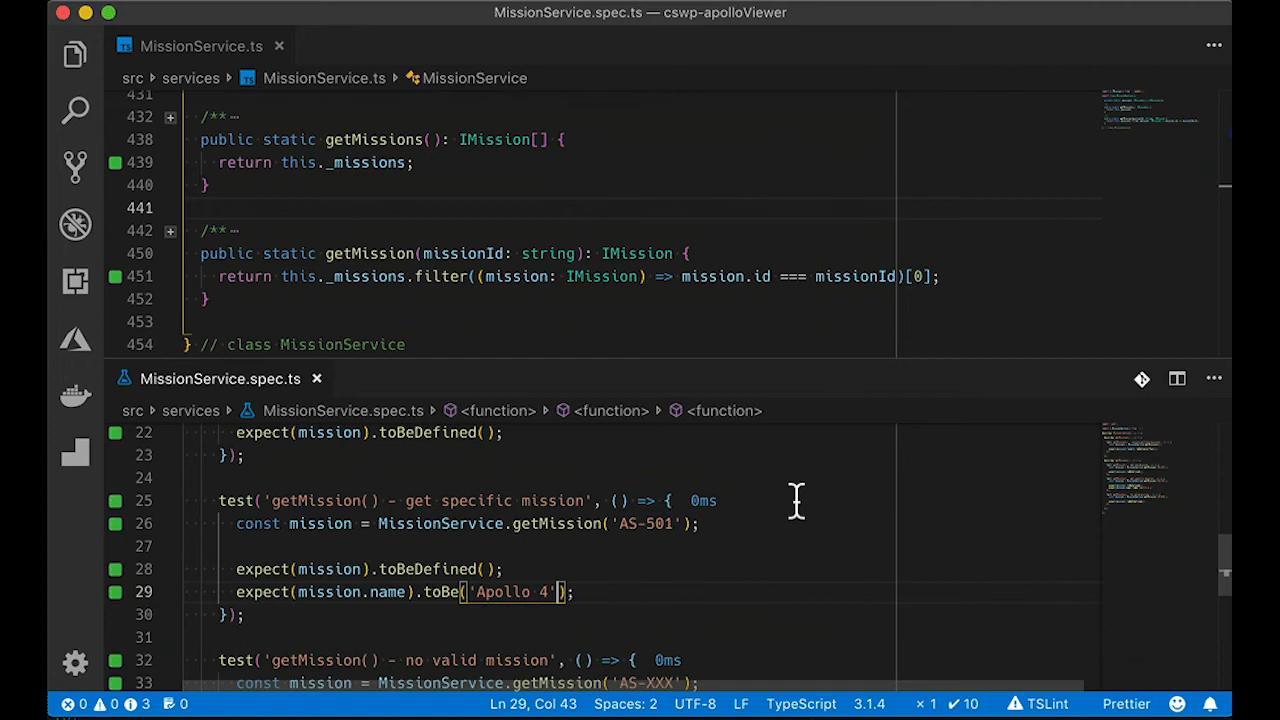 MissionService.spec.ts — cswp-apolloViewer
TS MissionService.ts ×
src › services › TS MissionService.ts › MissionService
431
432 /** ⋯
438 public static getMissions(): IMission[] {
439 return this._missions;
440 }
441
442 /** ⋯
450 public static getMission(missionId: string): IMission {
451 return this._missions.filter((mission: IMission) => mission.id === missionId)[0];
452 }
453
454 } // class MissionService
MissionService.spec.ts ×
src › services › MissionService.spec.ts › <function> › <function> › <function>
22 expect(mission).toBeDefined();
23 });
24
25 test('getMission() - get specific mission', () => { 0ms
26 const mission = MissionService.getMission('AS-501');
27
28 expect(mission).toBeDefined();
29 expect(mission.name).toBe('Apollo 4');
30 });
31
32 test('getMission() - no valid mission', () => { 0ms
33 const mission = MissionService.getMission('AS-XXX');
0 0 3 0 Ln 29, Col 43 Spaces: 2 UTF-8 LF TypeScript 3.1.4 × 1 ✓ 10 TSLint Prettier